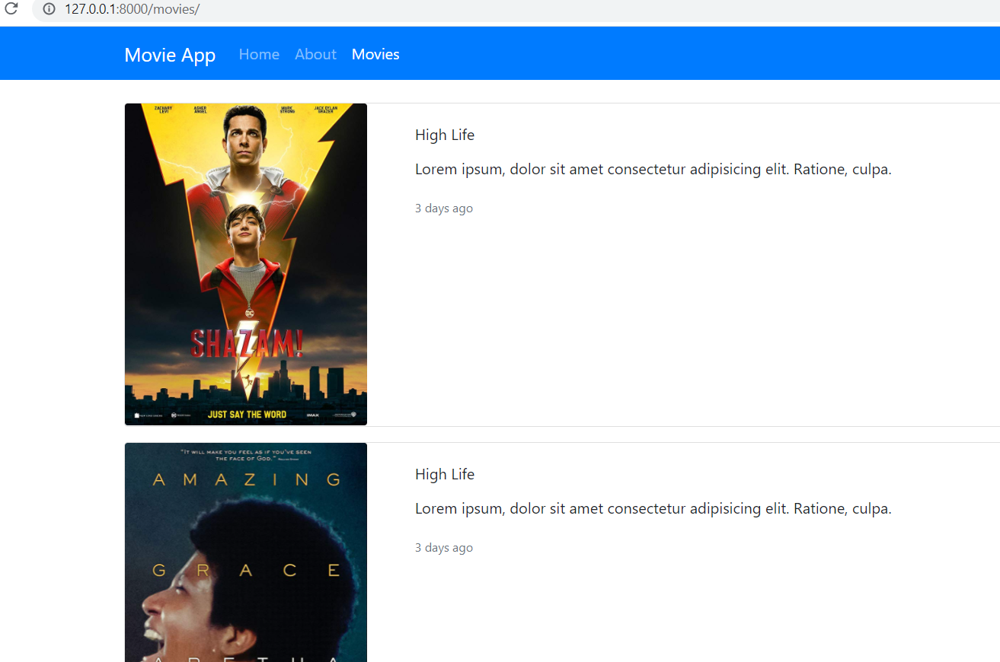 127.0.0.1:8000/movies/
Movie App Home About Movies
ZACHARY LEVI ASHER ANGEL MARK STRONG JACK DYLAN GRAZER
DC
SHAZAM!
JUST SAY THE WORD
IMAX
High Life
Lorem ipsum, dolor sit amet consectetur adipisicing elit. Ratione, culpa.
3 days ago
"IT WILL MAKE YOU FEEL AS IF YOU'VE SEEN
THE FACE OF GOD."
AMAZING
GRACE
ARETHA
High Life
Lorem ipsum, dolor sit amet consectetur adipisicing elit. Ratione, culpa.
3 days ago